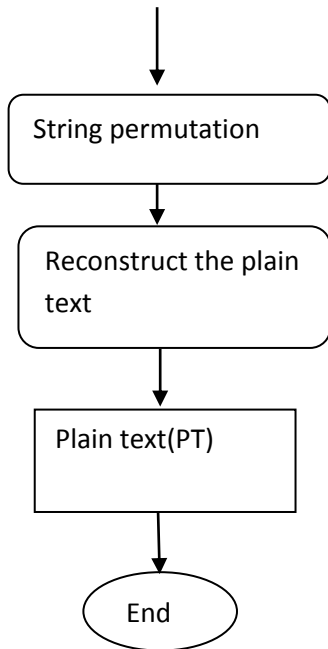 String permutation
Reconstruct the plain
text
Plain text(PT)
End